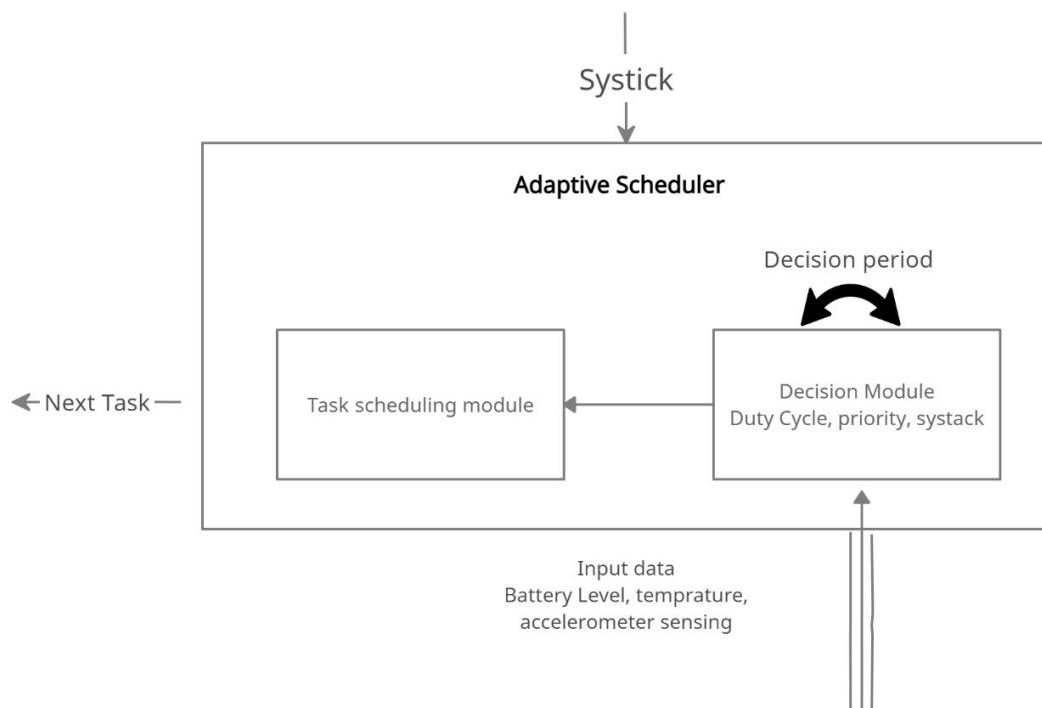 Systick
Adaptive Scheduler
Decision period
Next Task
Task scheduling module
Decision Module
Duty Cycle, priority, systack
Input data
Battery Level, temprature,
accelerometer sensing